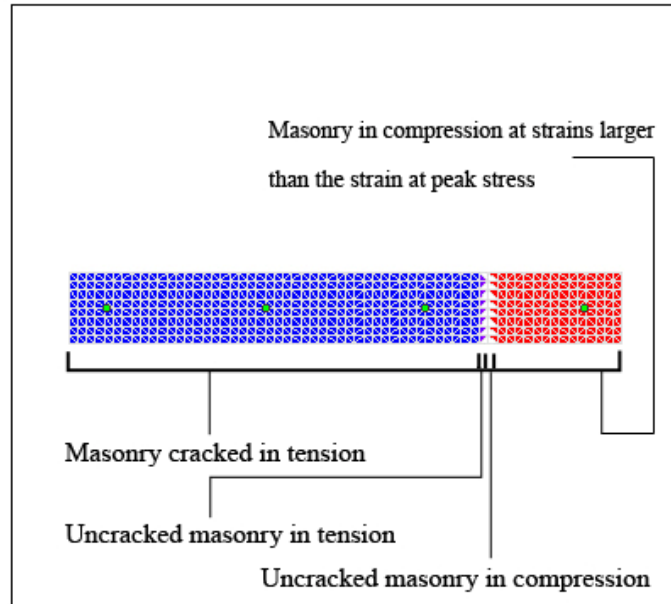 Masonry in compression at strains larger
than the strain at peak stress
Masonry cracked in tension
Uncracked masonry in tension
Uncracked masonry in compression